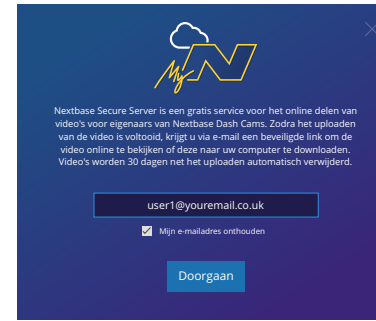 My N
Nextbase Secure Server is een gratis service voor het online delen van
video's voor eigenaars van Nextbase Dash Cams. Zodra het uploaden
van de video is voltooid, krijgt u via e-mail een beveiligde link om de
video online te bekijken of deze naar uw computer te downloaden.
Video's worden 30 dagen net het uploaden automatisch verwijderd.
user1@youremail.co.uk
Mijn e-mailadres onthouden
Doorgaan